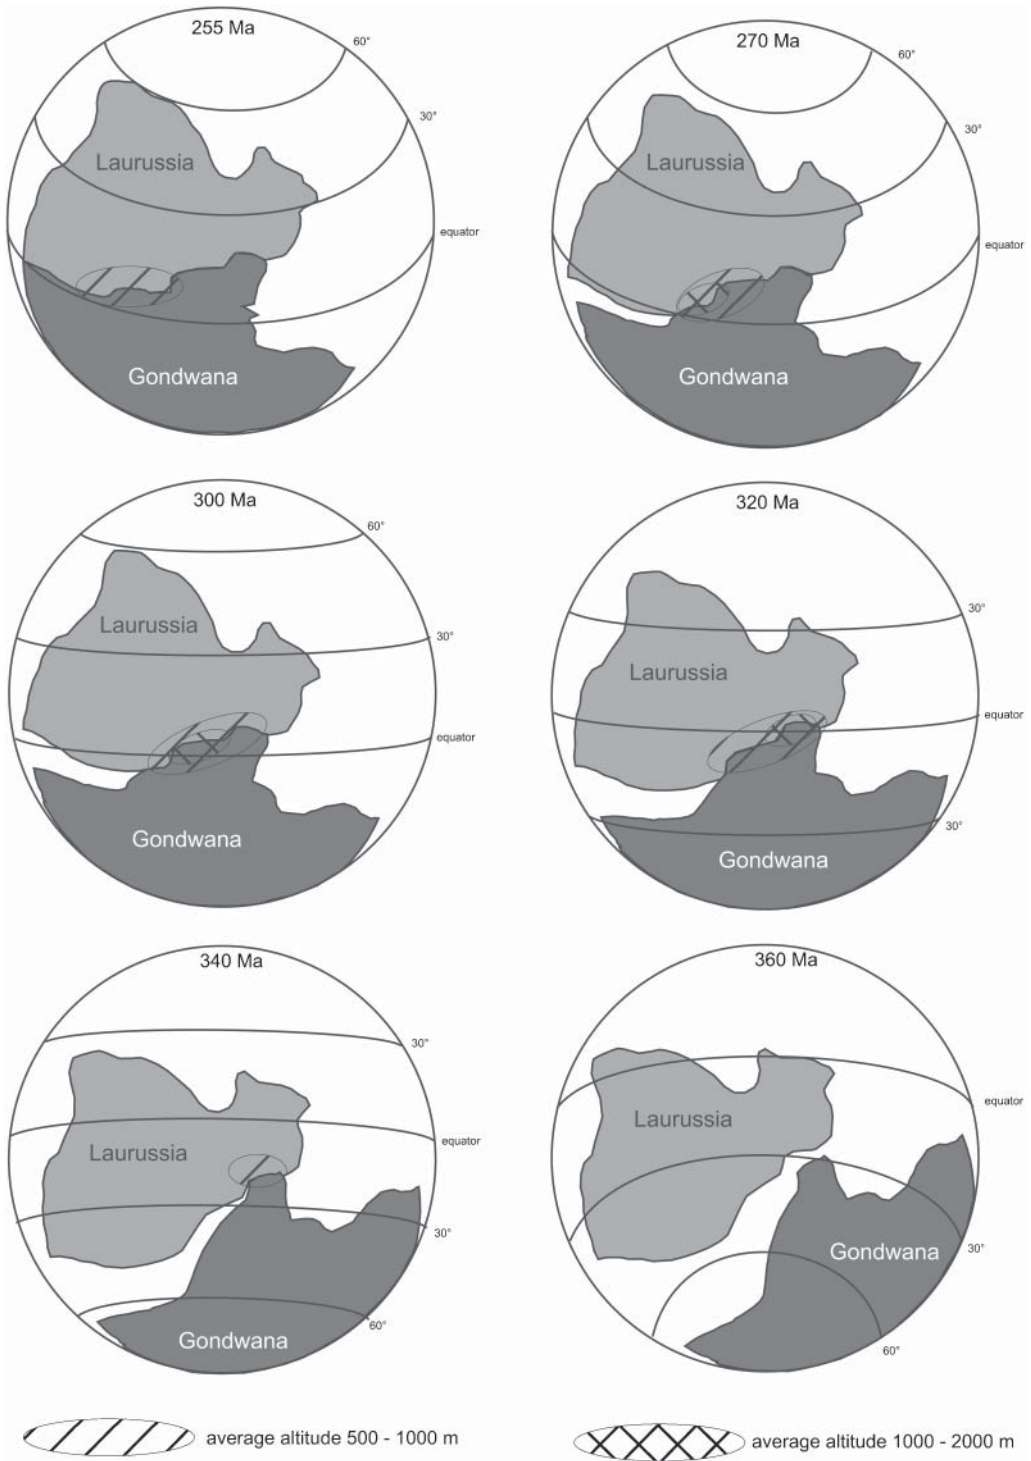 255 Ma
60°
30°
Laurussia
equator
Gondwana
270 Ma
60°
30°
Laurussia
equator
Gondwana
300 Ma
60°
Laurussia
30°
equator
Gondwana
320 Ma
30°
Laurussia
equator
30°
Gondwana
340 Ma
30°
equator
Laurussia
30°
60°
Gondwana
360 Ma
equator
Laurussia
30°
Gondwana
60°
average altitude 500 - 1000 m
average altitude 1000 - 2000 m